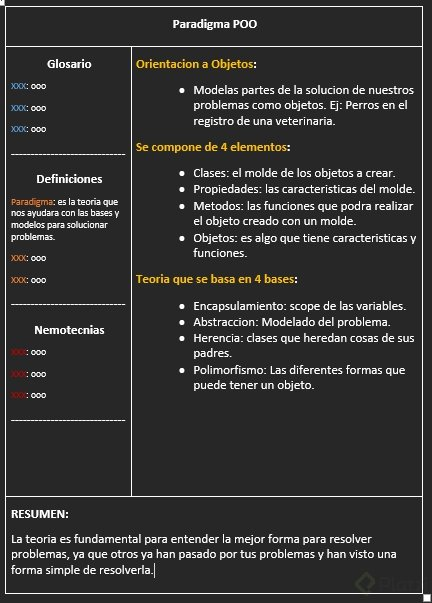 Paradigma POO
Glosario
XXX: ooo
XXX: ooo
XXX: ooo
Definiciones
Paradigma: es la teoria que
nos ayudara con las bases y
modelos para solucionar
problemas.
XXX: ooo
XXX: ooo
Nemotecnias
XXX: ooo
XXX: ooo
XXX: ooo
Orientacion a Objetos:
• Modelas partes de la solucion de nuestros
problemas como objetos. Ej: Perros en el
registro de una veterinaria.
Se compone de 4 elementos:
• Clases: el molde de los objetos a crear.
• Propiedades: las caracteristicas del molde.
• Metodos: las funciones que podra realizar
el objeto creado con un molde.
• Objetos: es algo que tiene caracteristicas y
funciones.
Teoria que se basa en 4 bases:
• Encapsulamiento: scope de las variables.
• Abstraccion: Modelado del problema.
• Herencia: clases que heredan cosas de sus
padres.
• Polimorfismo: Las diferentes formas que
puede tener un objeto.
RESUMEN:
La teoria es fundamental para entender la mejor forma para resolver
problemas, ya que otros ya han pasado por tus problemas y han visto una
forma simple de resolverla.
Platzi